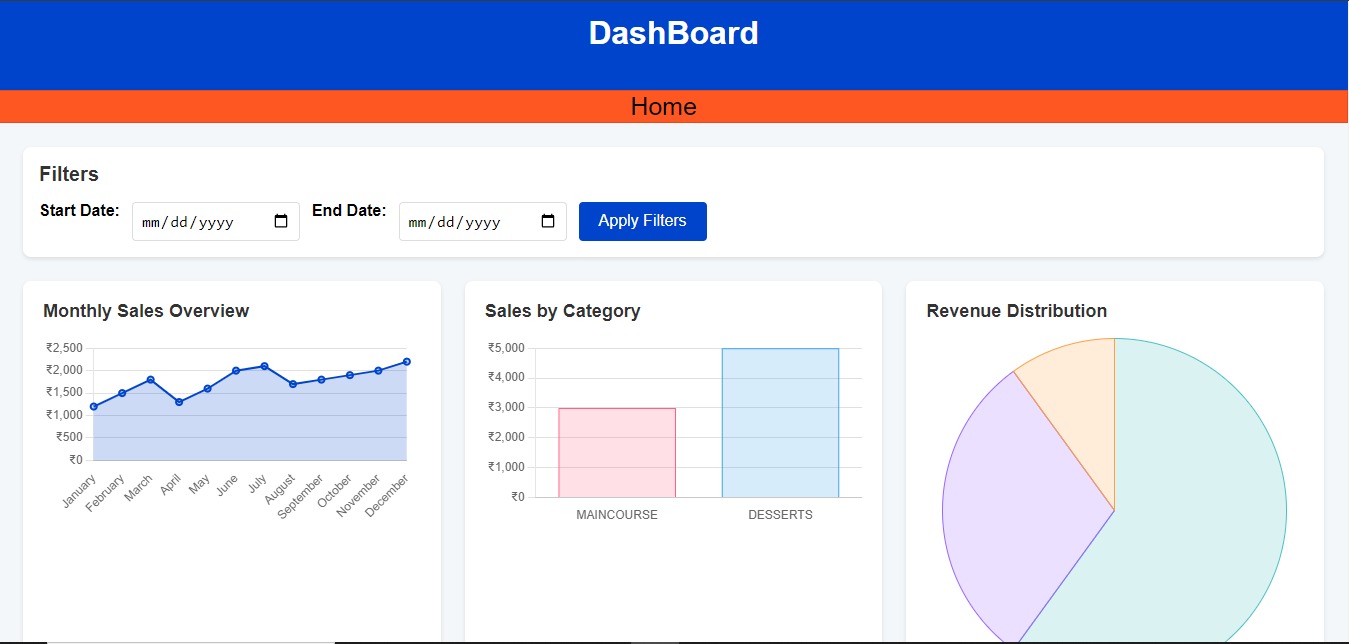 DashBoard
Home
Filters
Start Date:
mm/dd/yyyy
End Date:
mm/dd/yyyy
Apply Filters
Monthly Sales Overview
₹2,500
₹2,000
₹1,500
₹1,000
₹500
₹0
January
February
March
April
May
June
July
August
September
October
November
December
Sales by Category
₹5,000
₹4,000
₹3,000
₹2,000
₹1,000
₹0
MAINCOURSE
DESSERTS
Revenue Distribution